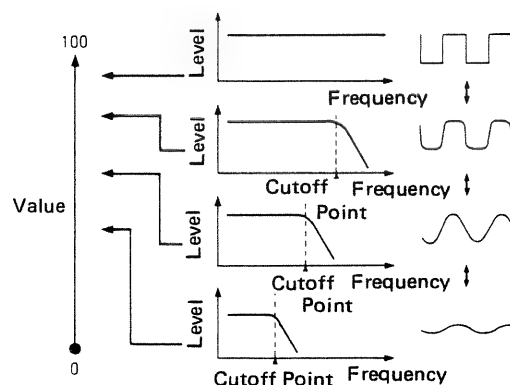 100
Value
0
Level
Frequency
Level
Cutoff Point
Frequency
Level
Cutoff Point
Frequency
Level
Cutoff Point
Frequency